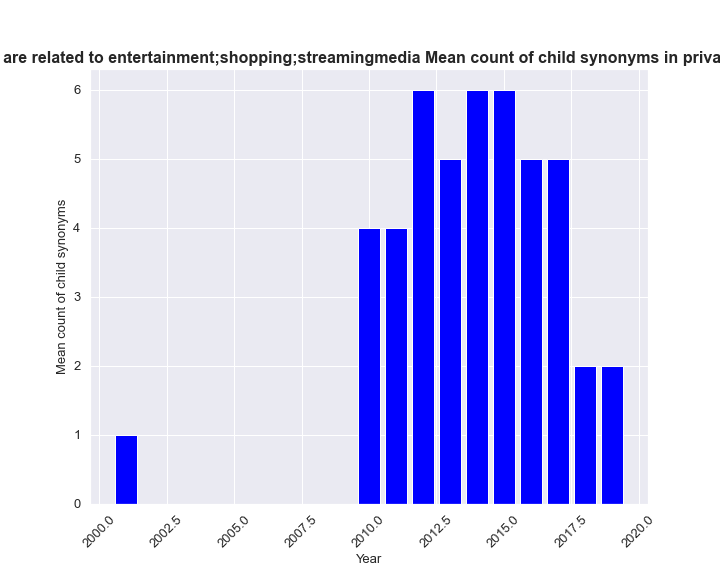 are related to entertainment;shopping;streamingmedia Mean count of child synonyms in priva
6
5
4
3
2
1
0
Mean count of child synonyms
2000.0 2002.5 2005.0 2007.5 2010.0 2012.5 2015.0 2017.5 2020.0
Year